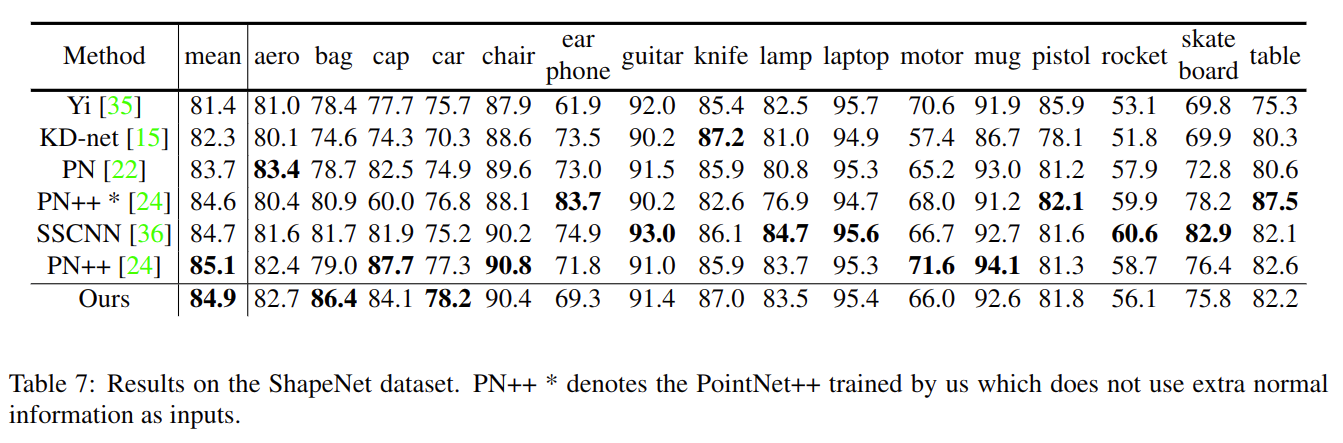 Method mean aero bag cap car chair ear phone guitar knife lamp laptop motor mug pistol rocket skate board table
Yi [35] 81.4 81.0 78.4 77.7 75.7 87.9 61.9 92.0 85.4 82.5 95.7 70.6 91.9 85.9 53.1 69.8 75.3
KD-net [15] 82.3 80.1 74.6 74.3 70.3 88.6 73.5 90.2 87.2 81.0 94.9 57.4 86.7 78.1 51.8 69.9 80.3
PN [22] 83.7 83.4 78.7 82.5 74.9 89.6 73.0 91.5 85.9 80.8 95.3 65.2 93.0 81.2 57.9 72.8 80.6
PN++ * [24] 84.6 80.4 80.9 60.0 76.8 88.1 83.7 90.2 82.6 76.9 94.7 68.0 91.2 82.1 59.9 78.2 87.5
SSCNN [36] 84.7 81.6 81.7 81.9 75.2 90.2 74.9 93.0 86.1 84.7 95.6 66.7 92.7 81.6 60.6 82.9 82.1
PN++ [24] 85.1 82.4 79.0 87.7 77.3 90.8 71.8 91.0 85.9 83.7 95.3 71.6 94.1 81.3 58.7 76.4 82.6
Ours 84.9 82.7 86.4 84.1 78.2 90.4 69.3 91.4 87.0 83.5 95.4 66.0 92.6 81.8 56.1 75.8 82.2
Table 7: Results on the ShapeNet dataset. PN++ * denotes the PointNet++ trained by us which does not use extra normal
information as inputs.